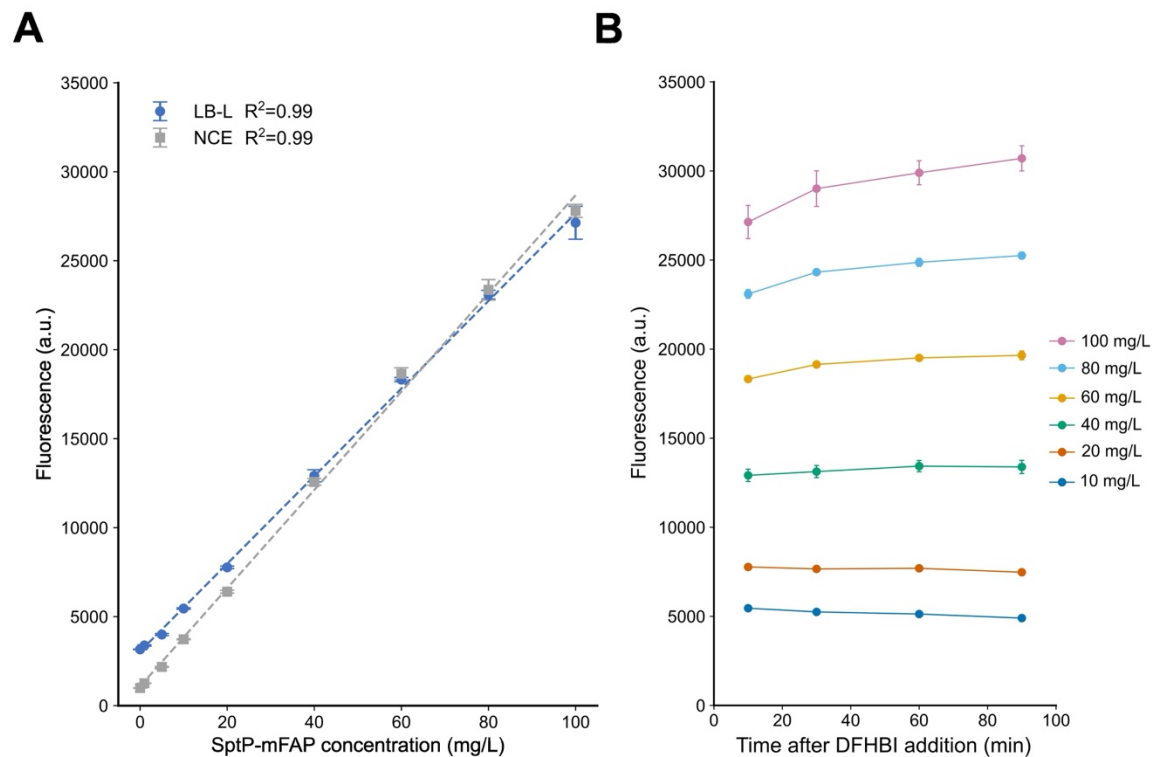 A
B
35000
30000
25000
20000
15000
10000
5000
0
Fluorescence (a.u.)
LB-L R²=0.99
NCE R²=0.99
0 20 40 60 80 100
SptP-mFAP concentration (mg/L)
35000
30000
25000
20000
15000
10000
5000
0
Fluorescence (a.u.)
0 20 40 60 80 100
Time after DFHBI addition (min)
100 mg/L
80 mg/L
60 mg/L
40 mg/L
20 mg/L
10 mg/L